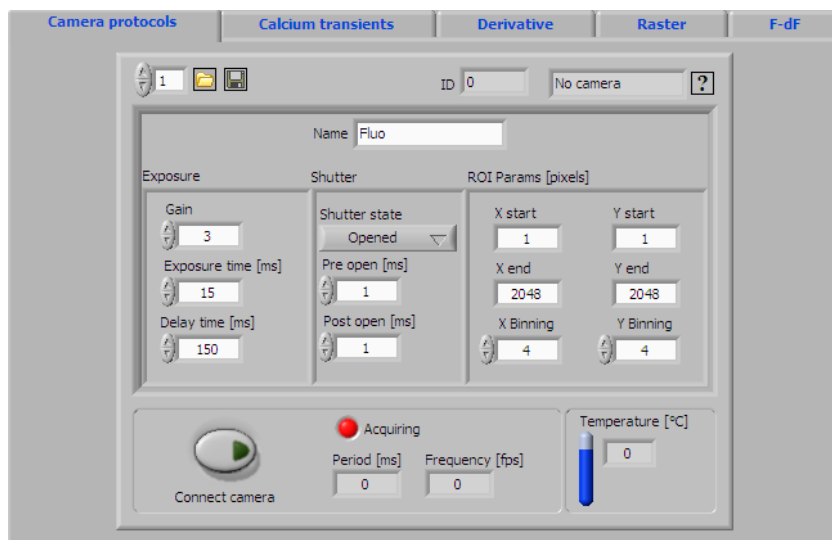 Camera protocols Calcium transients Derivative Raster F-dF
1 ID 0 No camera ?
Name Fluo
Exposure Shutter ROI Params [pixels]
Gain Shutter state X start Y start
3 Opened 1 1
Exposure time [ms] Pre open [ms] X end Y end
15 1 2048 2048
Delay time [ms] Post open [ms] X Binning Y Binning
150 1 4 4
Acquiring Temperature [ºC]
Period [ms] Frequency [fps] 0
0 0
Connect camera